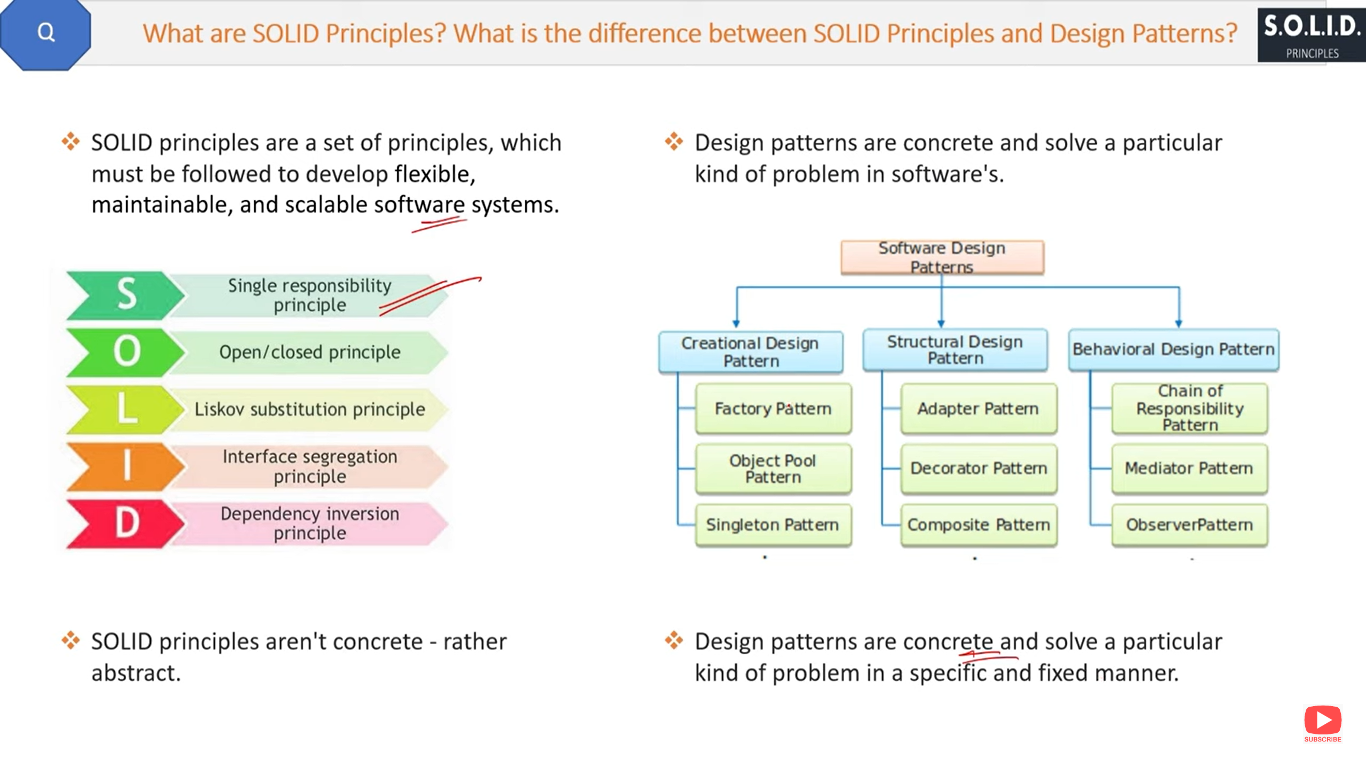 Q
What are SOLID Principles? What is the difference between SOLID Principles and Design Patterns?
S.O.L.I.D.
PRINCIPLES
SOLID principles are a set of principles, which
must be followed to develop flexible,
maintainable, and scalable software systems.
S
Single responsibility
principle
O
Open/closed principle
L
Liskov substitution principle
I
Interface segregation
principle
D
Dependency inversion
principle
SOLID principles aren't concrete - rather
abstract.
Design patterns are concrete and solve a particular
kind of problem in software's.
Software Design
Patterns
Creational Design
Pattern
Factory Pattern
Object Pool
Pattern
Singleton Pattern
Structural Design
Pattern
Adapter Pattern
Decorator Pattern
Composite Pattern
Behavioral Design Pattern
Chain of
Responsibility
Pattern
Mediator Pattern
ObserverPattern
Design patterns are concrete and solve a particular
kind of problem in a specific and fixed manner.
SUBSCRIBE